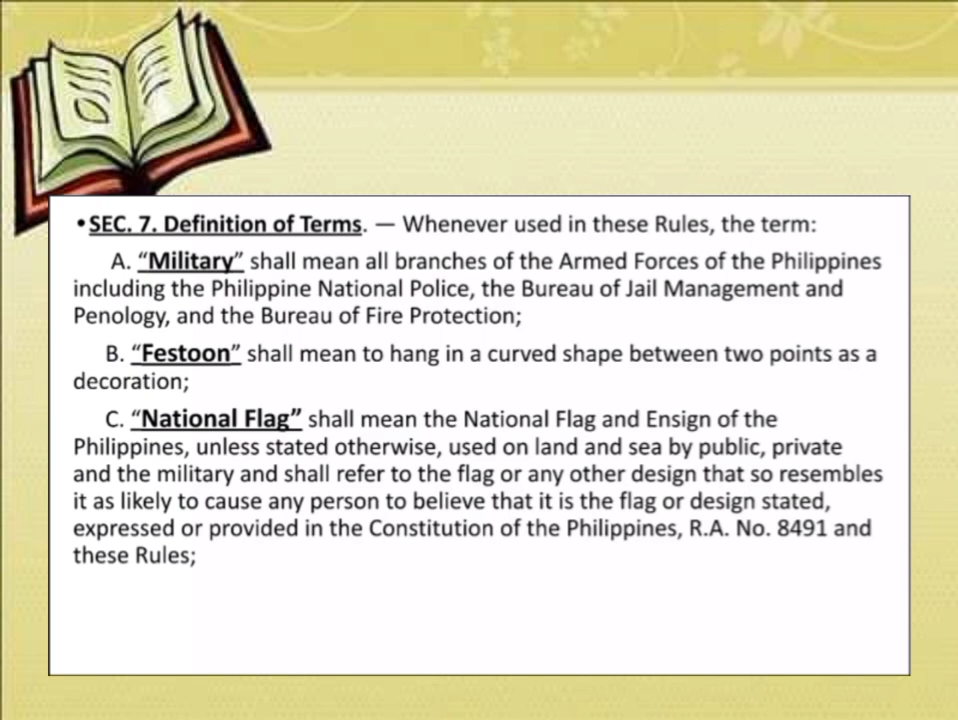 •SEC. 7. Definition of Terms. — Whenever used in these Rules, the term:
A. “Military” shall mean all branches of the Armed Forces of the Philippines
including the Philippine National Police, the Bureau of Jail Management and
Penology, and the Bureau of Fire Protection;
B. “Festoon” shall mean to hang in a curved shape between two points as a
decoration;
C. “National Flag” shall mean the National Flag and Ensign of the
Philippines, unless stated otherwise, used on land and sea by public, private
and the military and shall refer to the flag or any other design that so resembles
it as likely to cause any person to believe that it is the flag or design stated,
expressed or provided in the Constitution of the Philippines, R.A. No. 8491 and
these Rules;